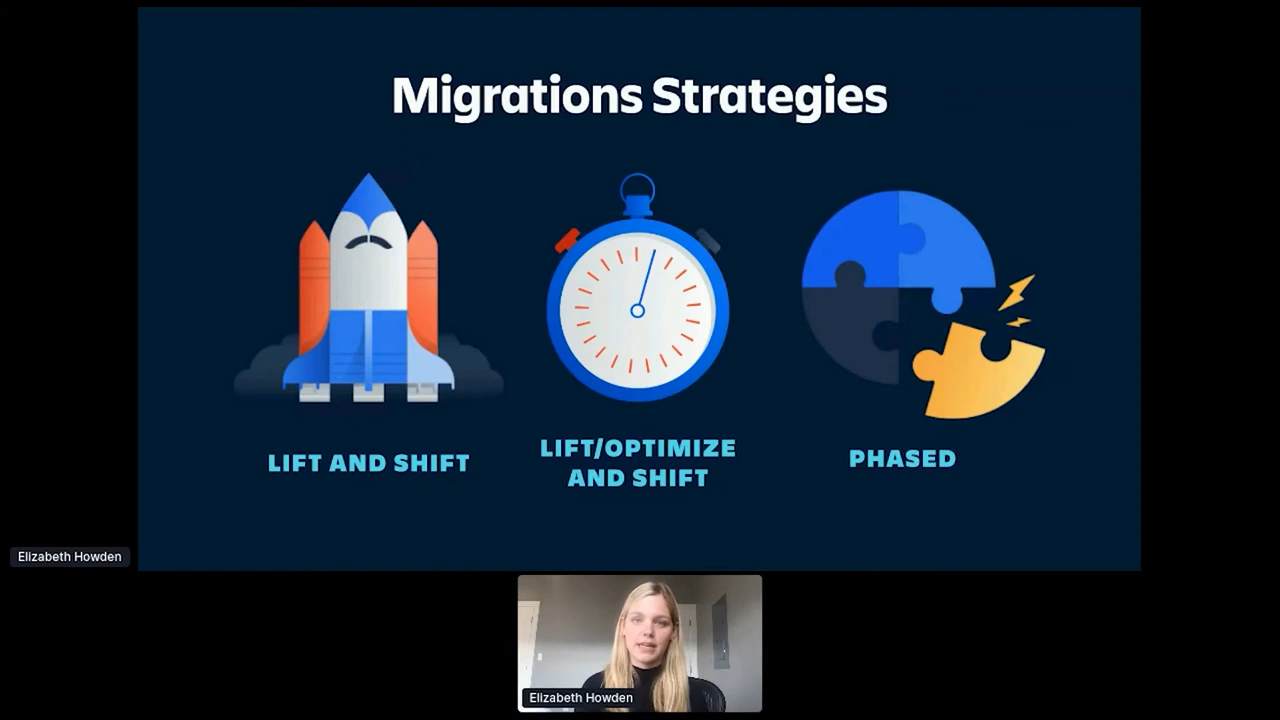 Migrations Strategies
LIFT AND SHIFT
LIFT/OPTIMIZE
AND SHIFT
PHASED
Elizabeth Howden
Elizabeth Howden